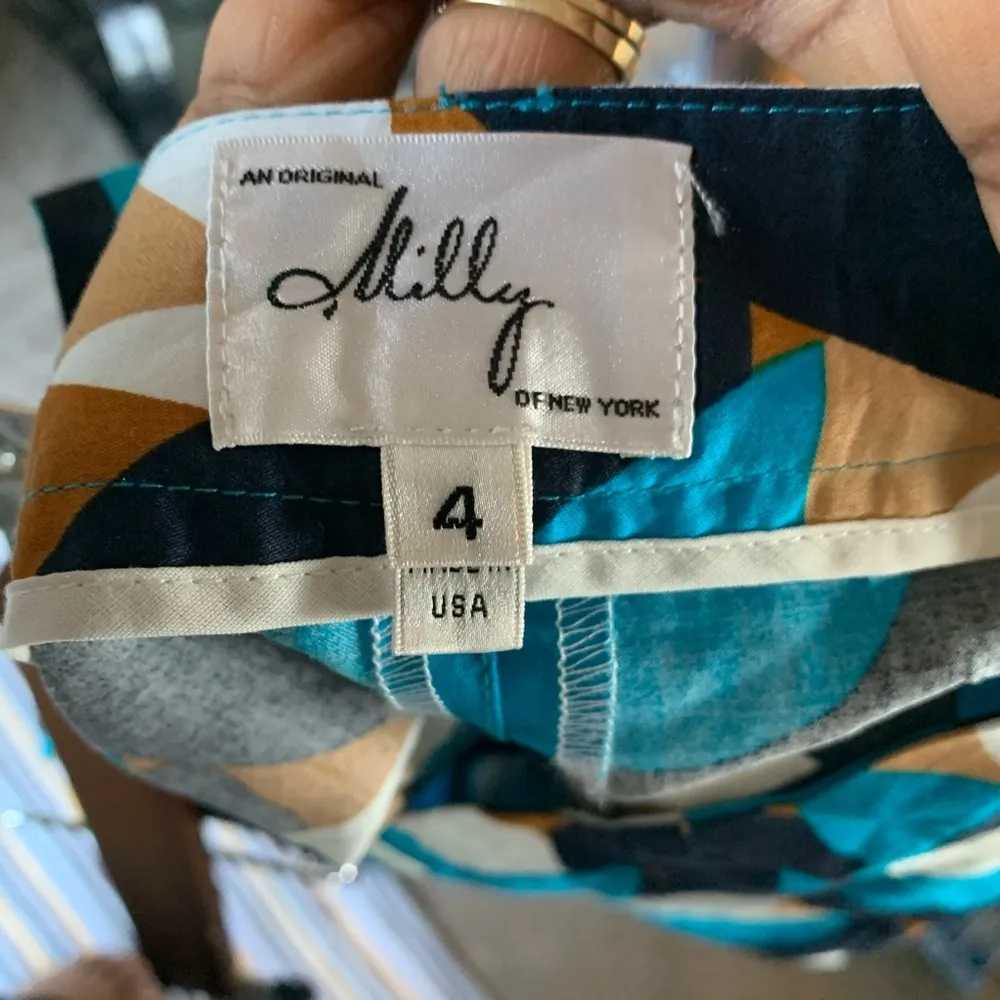 AN ORIGINAL
Milly
OF NEW YORK
4
USA